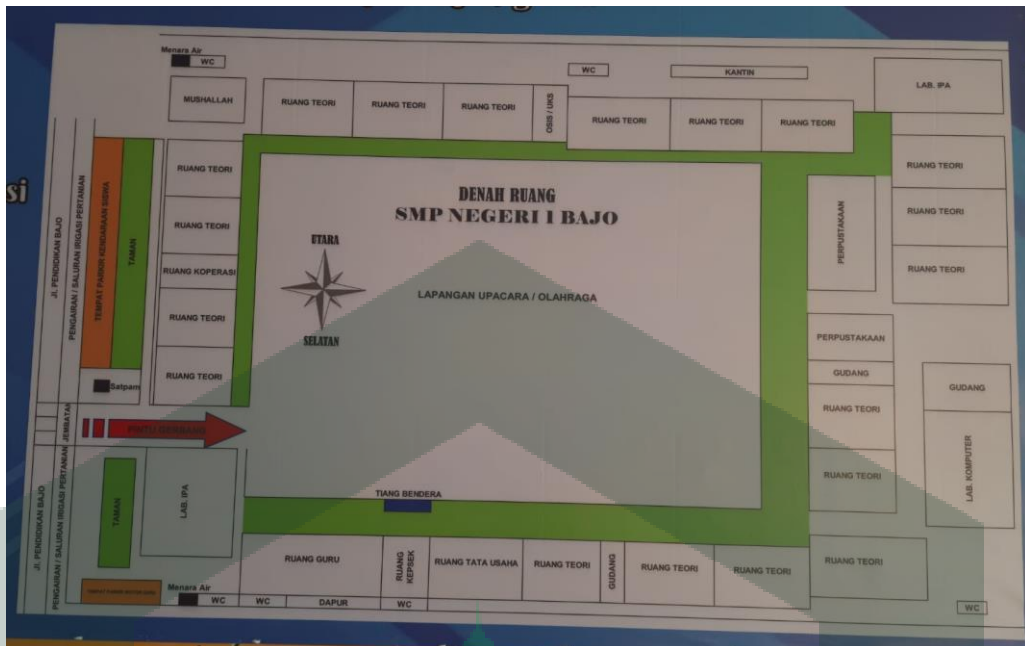 Menara Air
WC
MUSHALLAH
RUANG TEORI
RUANG TEORI
RUANG TEORI
OSIS / UKS
WC
KANTIN
RUANG TEORI
RUANG TEORI
RUANG TEORI
LAB. IPA
si
JL. PENDIDIKAN BAJO
PENGAIRAN / SALURAN IRIGASI PERTANIAN
TEMPAT PARKIR KENDARAAN SISWA
TAMAN
RUANG TEORI
RUANG TEORI
RUANG KOPERASI
RUANG TEORI
RUANG TEORI
Satpam
DENAH RUANG
SMP NEGERI 1 BAJO
UTARA
SELATAN
LAPANGAN UPACARA / OLAHRAGA
PERPUSTAKAAN
RUANG TEORI
RUANG TEORI
RUANG TEORI
PERPUSTAKAAN
GUDANG
RUANG TEORI
RUANG TEORI
GUDANG
LAB. KOMPUTER
JEMBATAN
PINTU GERBANG
JL. PENDIDIKAN BAJO
PENGAIRAN / SALURAN IRIGASI PERTANIAN
TAMAN
LAB. IPA
TIANG BENDERA
RUANG GURU
RUANG KEPSEK
RUANG TATA USAHA
RUANG TEORI
GUDANG
RUANG TEORI
RUANG TEORI
RUANG TEORI
Menara Air
WC
WC
DAPUR
WC
WC